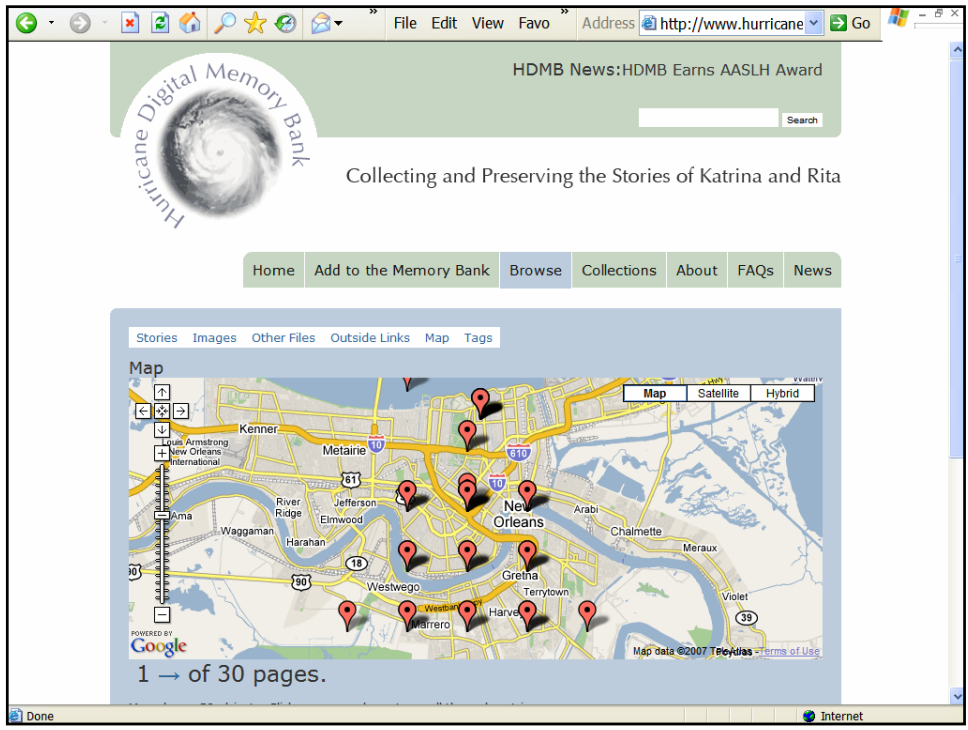 File Edit View Favo Address http://www.hurricane Go
HDMB News:HDMB Earns AASLH Award
Search
Hurricane Digital Memory Bank
Collecting and Preserving the Stories of Katrina and Rita
Home Add to the Memory Bank Browse Collections About FAQs News
Stories Images Other Files Outside Links Map Tags
Map
Map Satellite Hybrid
Kenner
Louis Armstrong
New Orleans
International
Metairie
10
610
61
10
River
Ridge
Jefferson
Elmwood
New
Orleans
Arabi
Ama
Waggaman
Harahan
Chalmette
Meraux
18
90
90
Westwego
Gretna
Terrytown
Violet
Westban
Harve
Marrero
39
POWERED BY
Google
Map data ©2007 Terms of Use
1 → of 30 pages.
Done Internet